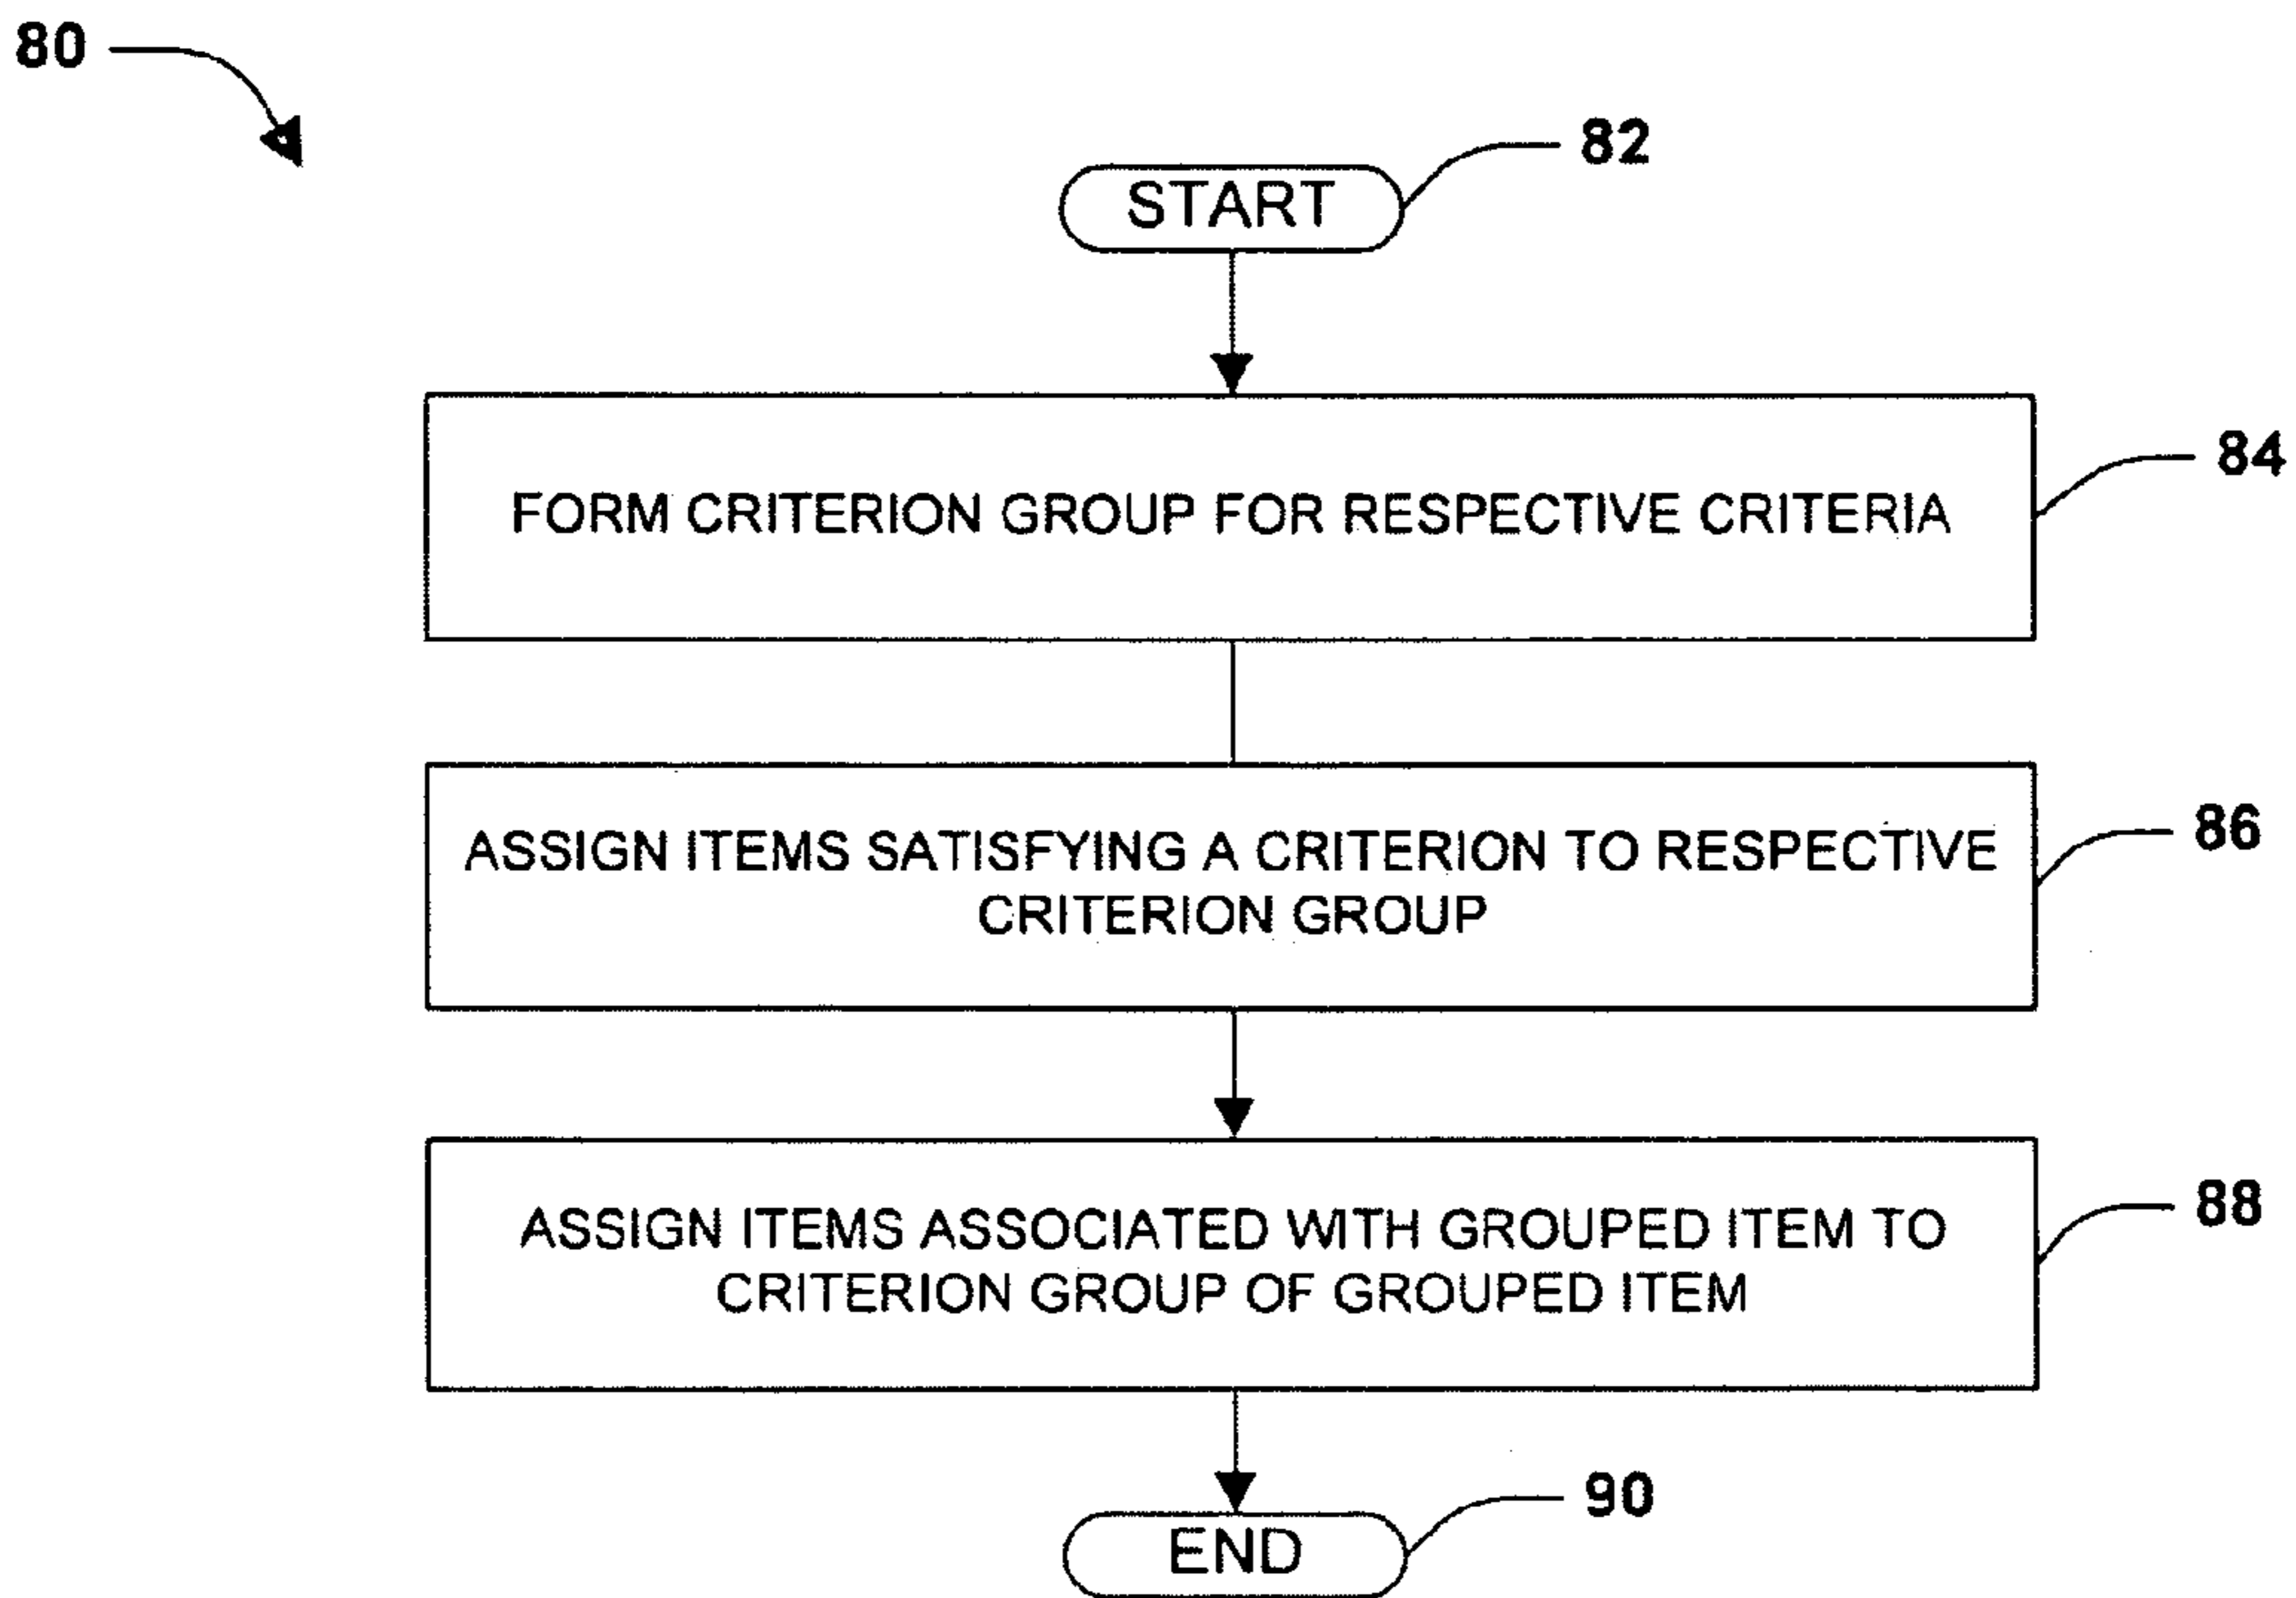 80
82
START
84
FORM CRITERION GROUP FOR RESPECTIVE CRITERIA
86
ASSIGN ITEMS SATISFYING A CRITERION TO RESPECTIVE
CRITERION GROUP
88
ASSIGN ITEMS ASSOCIATED WITH GROUPED ITEM TO
CRITERION GROUP OF GROUPED ITEM
90
END